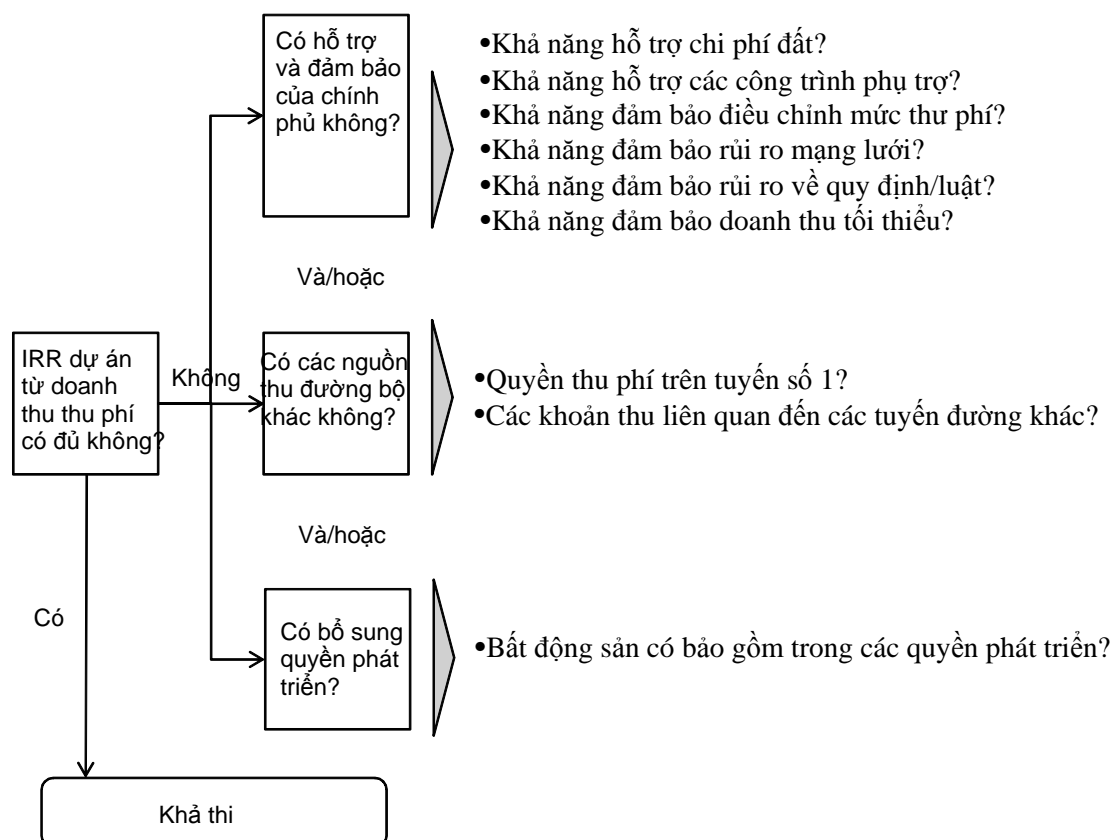 Có hỗ trợ
và đảm bảo
của chính
phủ không?
•Khả năng hỗ trợ chi phí đất?
•Khả năng hỗ trợ các công trình phụ trợ?
•Khả năng đảm bảo điều chỉnh mức thư phí?
•Khả năng đảm bảo rủi ro mạng lưới?
•Khả năng đảm bảo rủi ro về quy định/luật?
•Khả năng đảm bảo doanh thu tối thiểu?
Và/hoặc
IRR dự án
từ doanh
thu thu phí
có đủ không?
Không
Có các nguồn
thu đường bộ
khác không?
•Quyền thu phí trên tuyến số 1?
•Các khoản thu liên quan đến các tuyến đường khác?
Và/hoặc
Có
Có bổ sung
quyền phát
triển?
•Bất động sản có bảo gồm trong các quyền phát triển?
Khả thi